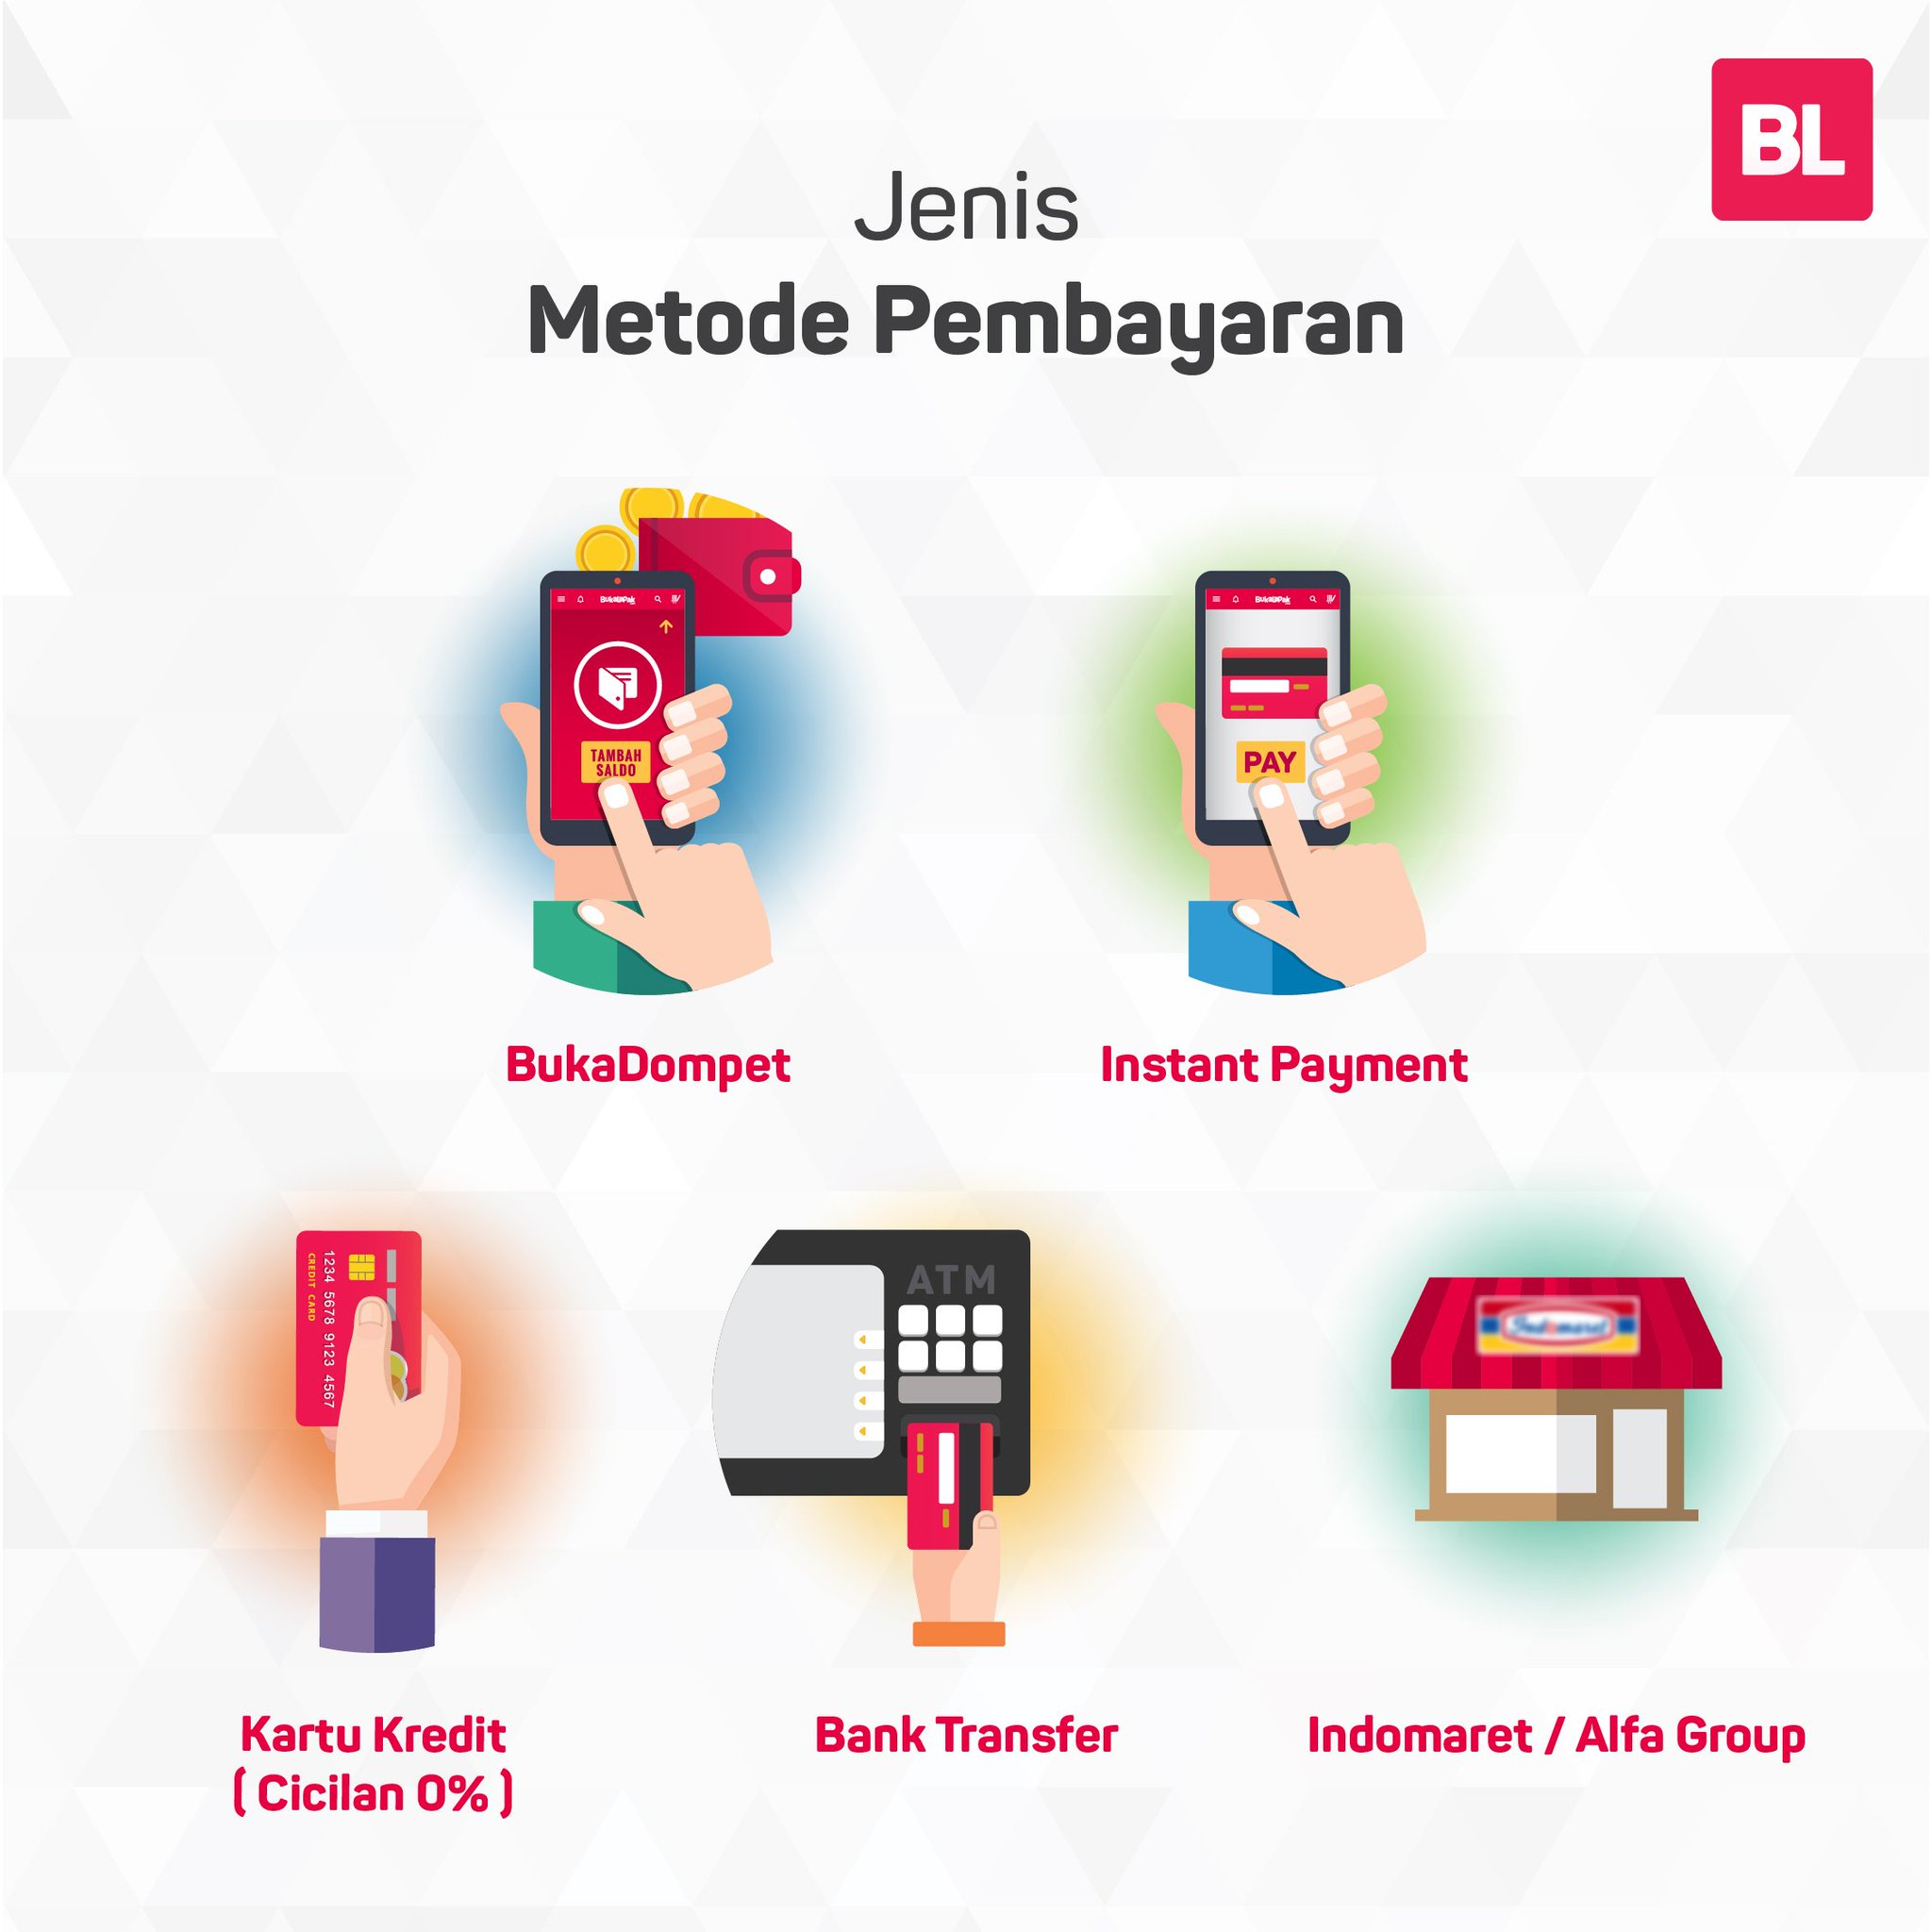 BL
Jenis
Metode Pembayaran
BukaLapak
TAMBAH
SALDO
BukaLapak
PAY
BukaDompet
Instant Payment
1234 5678 9123 4567
CREDIT CARD
ATM
Indomaret
Kartu Kredit
( Cicilan 0% )
Bank Transfer
Indomaret / Alfa Group